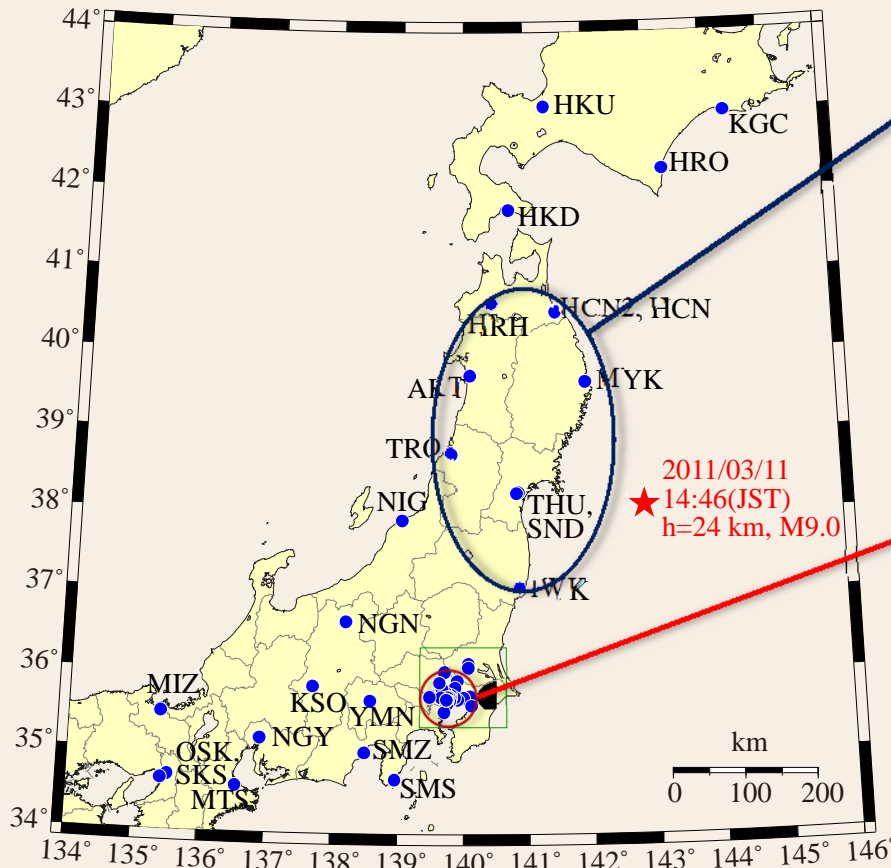 44°
43°
HKU
KGC
42°
HRO
HKD
41°
HCN2, HCN
40°
MYK
AKT
39°
TRO
2011/03/11
14:46(JST)
h=24 km, M9.0
38°
NIG
THU,
SND
37°
IWK
NGN
36°
MIZ
KSO
YMN
35°
NGY
OSK,
SKS
SMZ
km
MTS
SMS
0 100 200
34°
134° 135° 136° 137° 138° 139° 140° 141° 142° 143° 144° 145° 146°